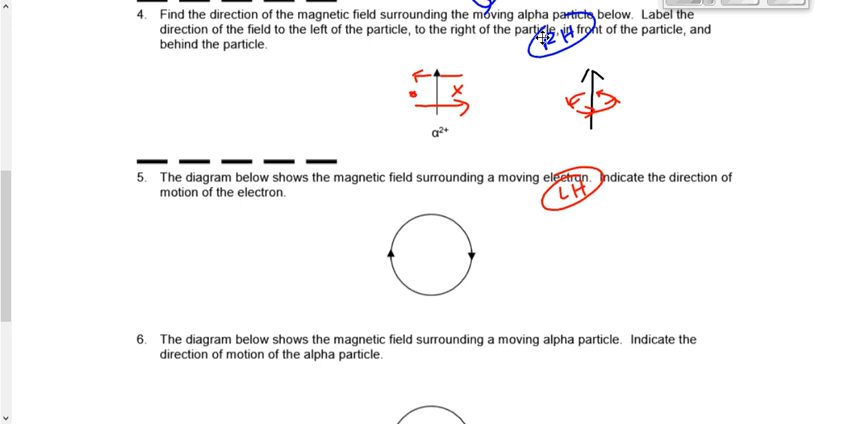 4. Find the direction of the magnetic field surrounding the moving alpha particle below. Label the
direction of the field to the left of the particle, to the right of the particle, in front of the particle, and
behind the particle.
RH
x
α2+
5. The diagram below shows the magnetic field surrounding a moving electron. Indicate the direction of
motion of the electron.
LH
6. The diagram below shows the magnetic field surrounding a moving alpha particle. Indicate the
direction of motion of the alpha particle.